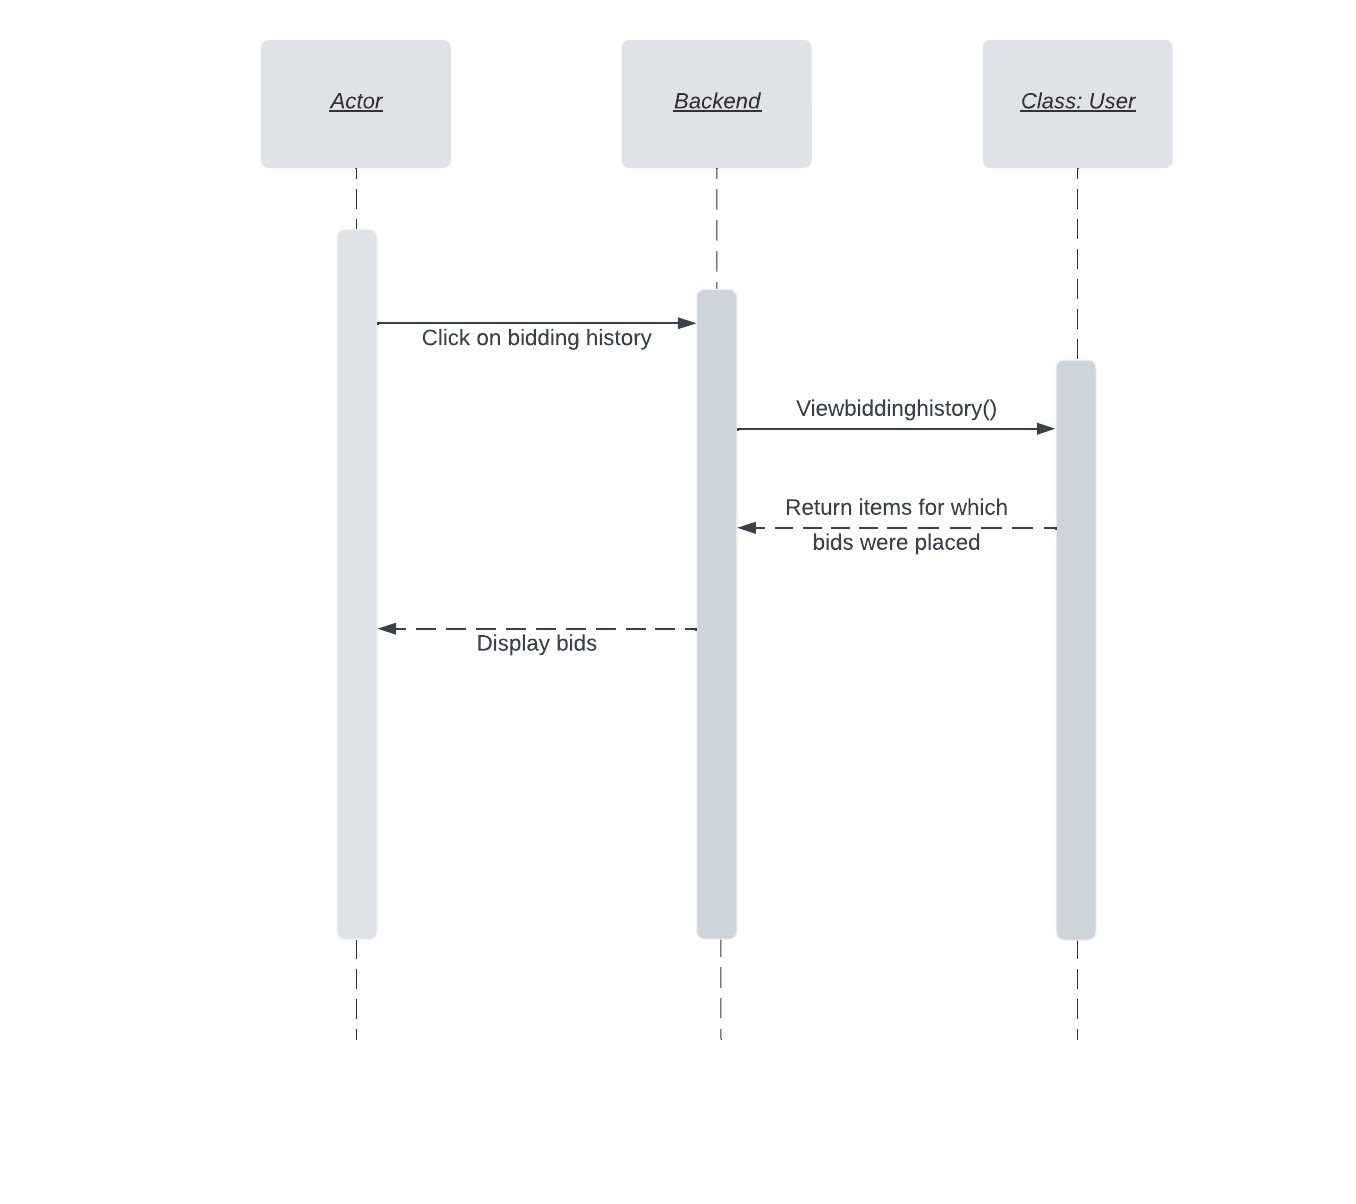 Actor
Backend
Class: User
Click on bidding history
Viewbiddinghistory()
Return items for which
bids were placed
Display bids